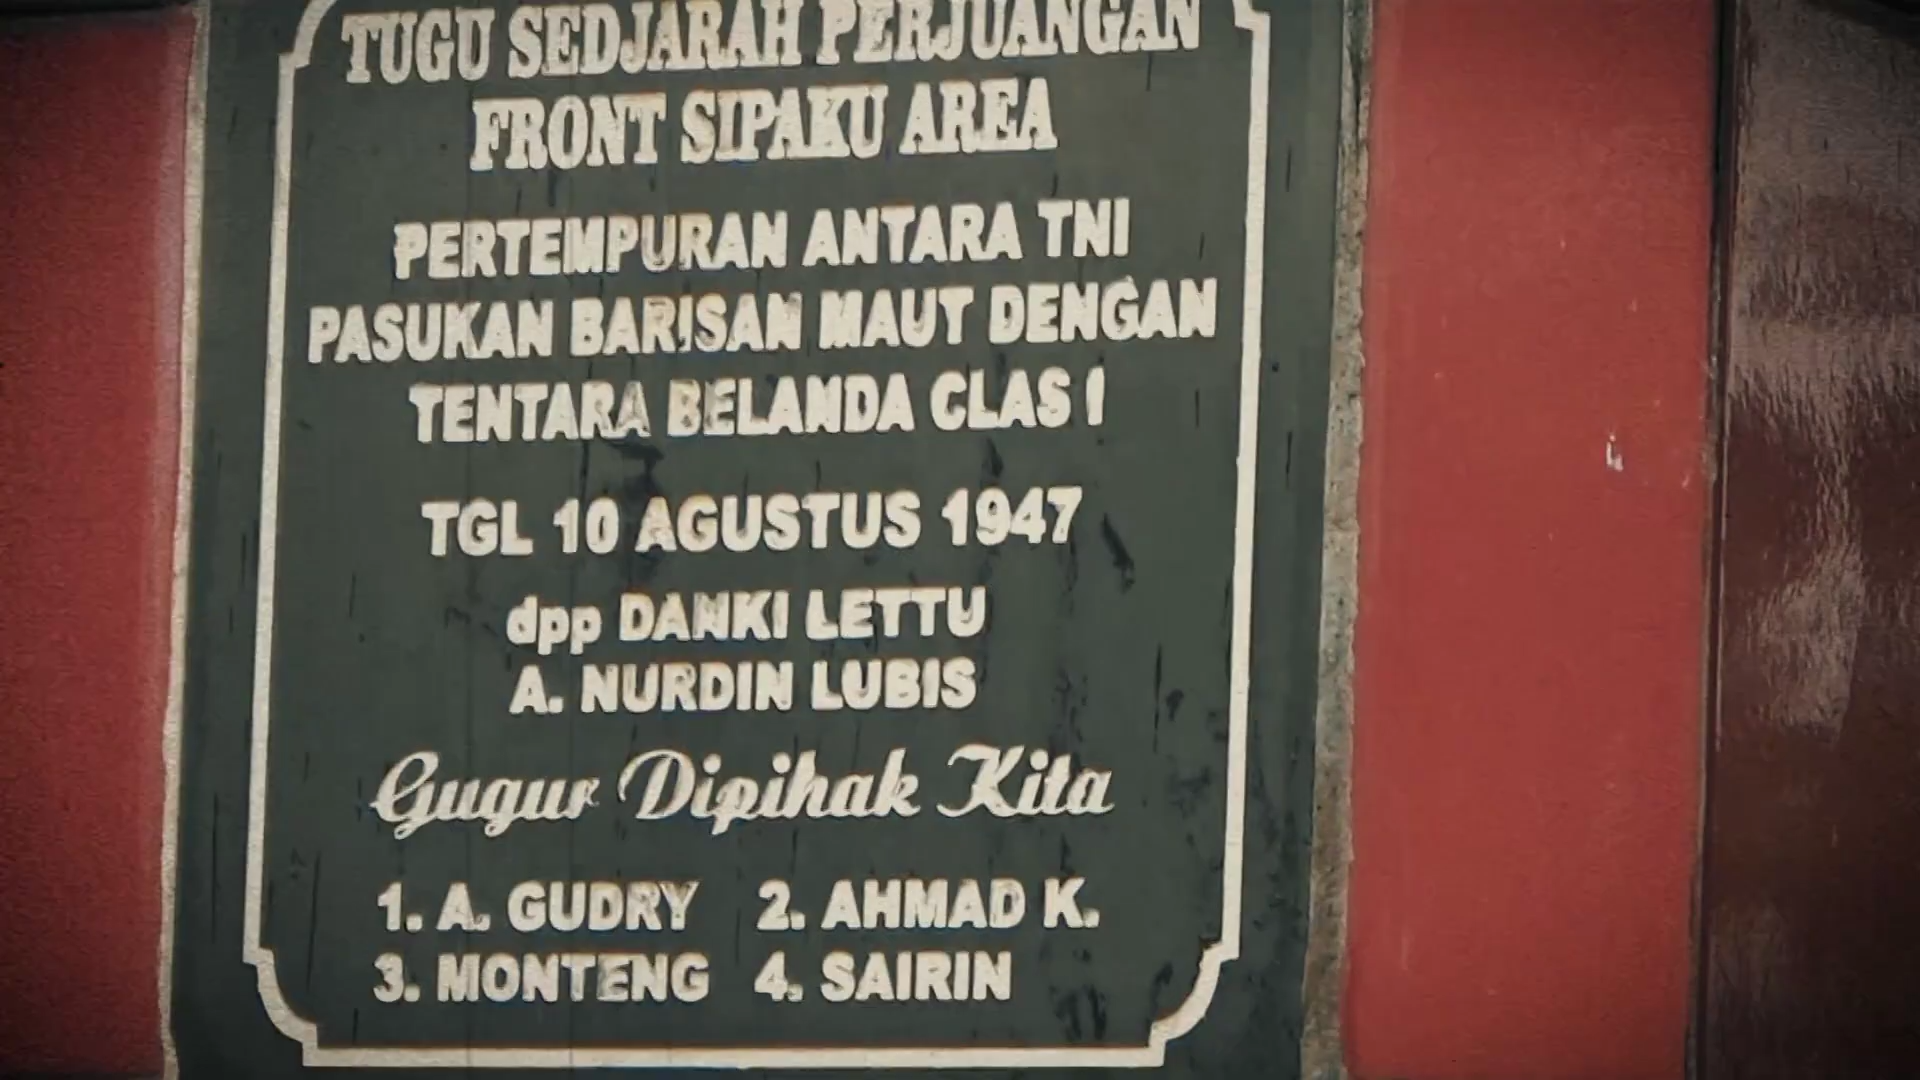 TUGU SEDJARAH PERJUANGAN
FRONT SIPAKU AREA
PERTEMPURAN ANTARA TNI
PASUKAN BARISAN MAUT DENGAN
TENTARA BELANDA CLAS I
TGL 10 AGUSTUS 1947
dpp DANKI LETTU
A. NURDIN LUBIS
Gugur Dipihak Kita
1. A. GUDRY 2. AHMAD K.
3. MONTENG 4. SAIRIN